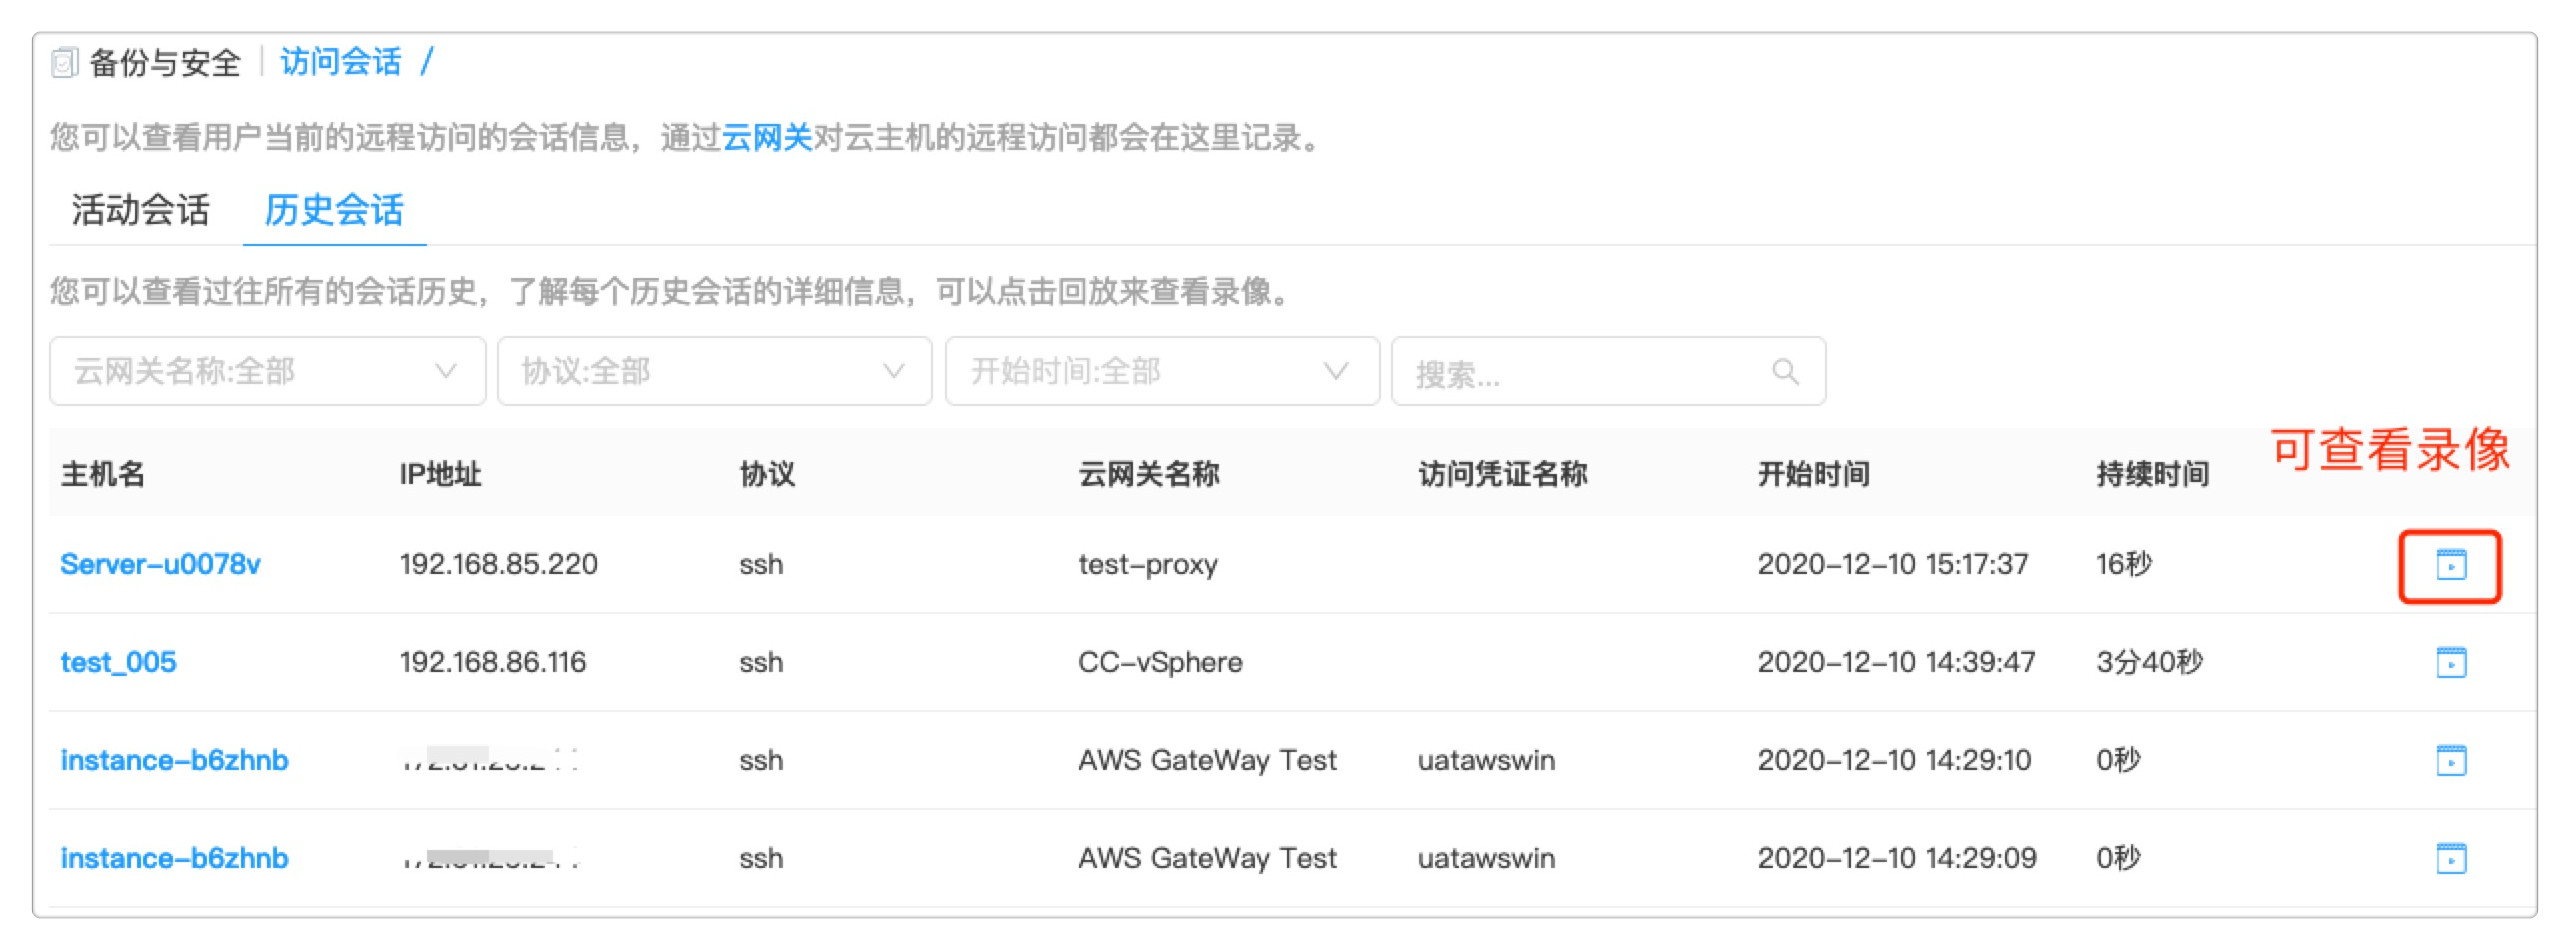 备份与安全 | 访问会话 /
您可以查看用户当前的远程访问的会话信息，通过云网关对云主机的远程访问都会在这里记录。
活动会话 历史会话
您可以查看过往所有的会话历史，了解每个历史会话的详细信息，可以点击回放来查看录像。
云网关名称:全部 协议:全部 开始时间:全部 搜索...
可查看录像
主机名 IP地址 协议 云网关名称 访问凭证名称 开始时间 持续时间
Server-u0078v 192.168.85.220 ssh test-proxy 2020-12-10 15:17:37 16秒
test_005 192.168.86.116 ssh CC-vSphere 2020-12-10 14:39:47 3分40秒
instance-b6zhnb ssh AWS GateWay Test uatawswin 2020-12-10 14:29:10 0秒
instance-b6zhnb ssh AWS GateWay Test uatawswin 2020-12-10 14:29:09 0秒